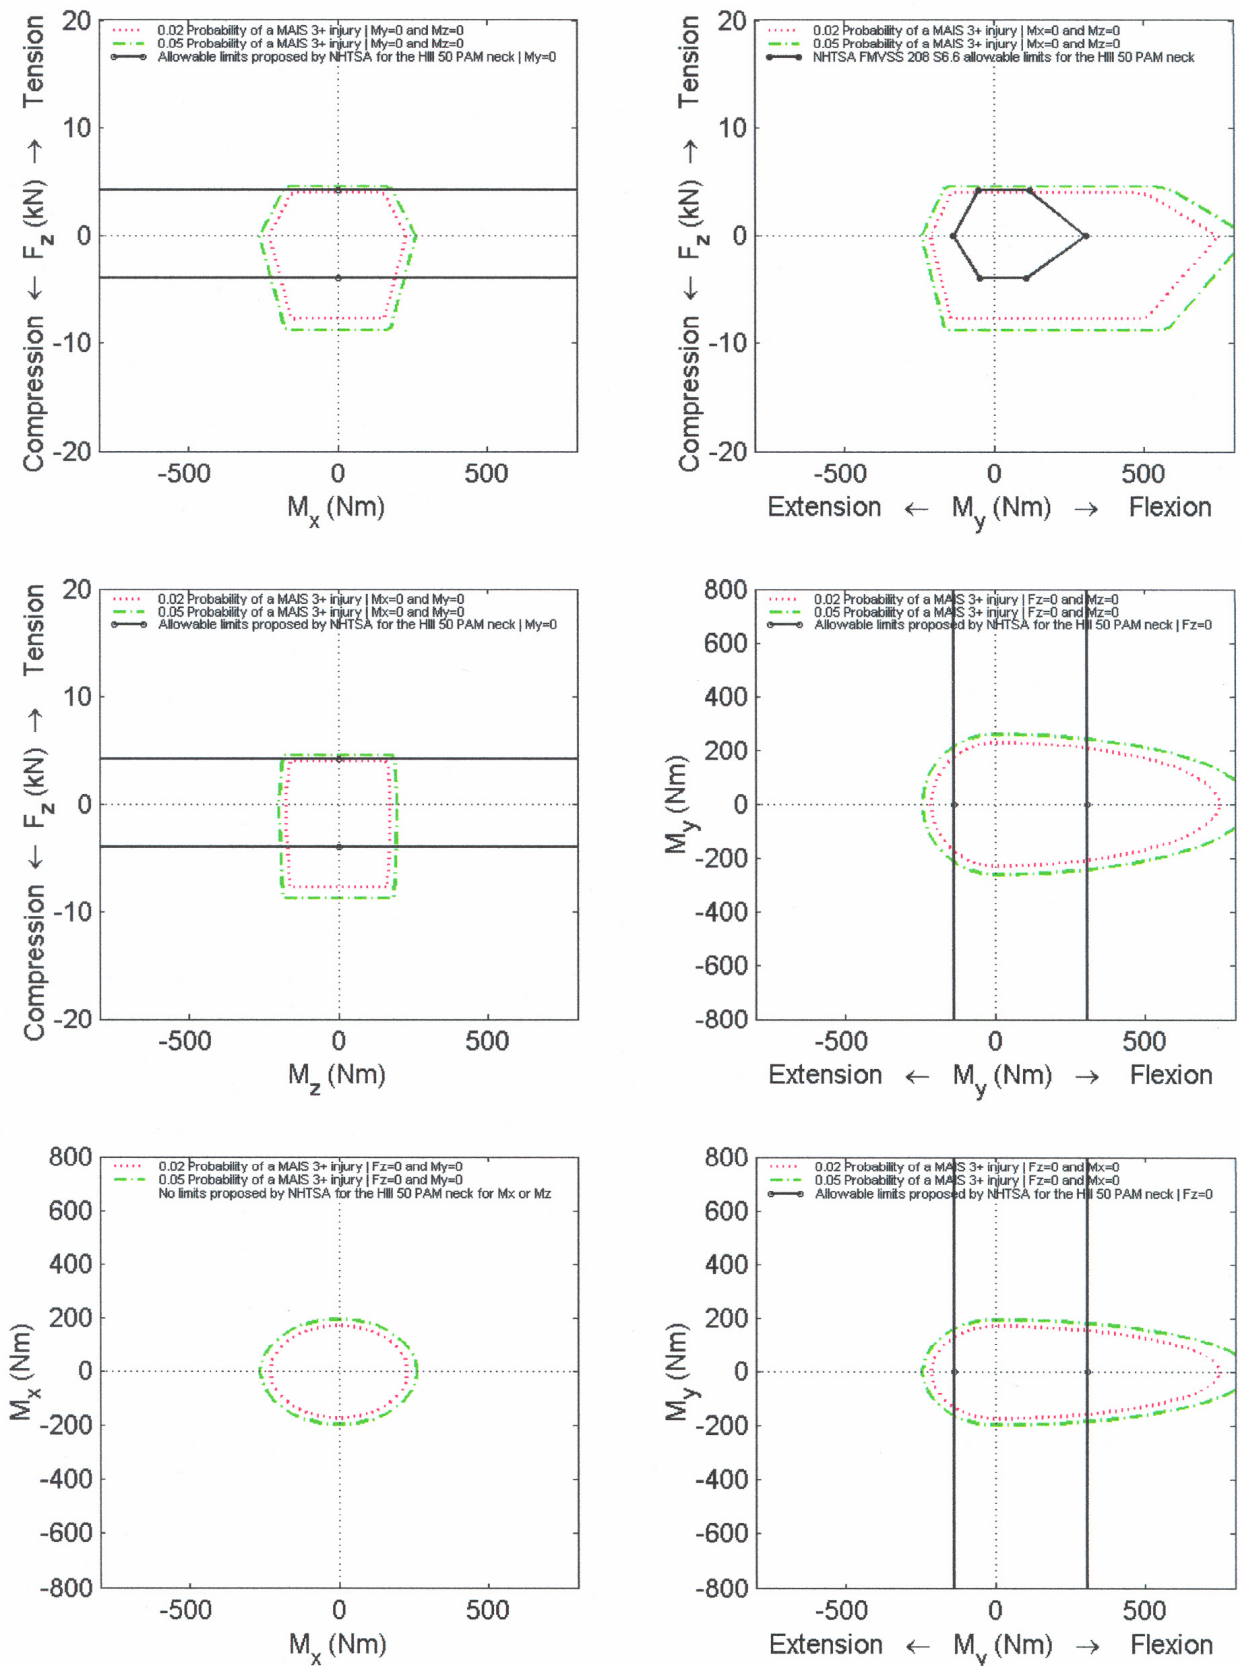 0.02 Probability of a MAIS 3+ injury | My=0 and Mz=0
0.05 Probability of a MAIS 3+ injury | My=0 and Mz=0
Allowable limits proposed by NHTSA for the HIII 50 PAM neck | My=0
20
10
0
-10
-20
Compression ← F_z (kN) → Tension
-500 0 500
M_x (Nm)
0.02 Probability of a MAIS 3+ injury | Mx=0 and Mz=0
0.05 Probability of a MAIS 3+ injury | Mx=0 and Mz=0
NHTSA FMVSS 208 S6.6 allowable limits for the HIII 50 PAM neck
20
10
0
-10
-20
Compression ← F_z (kN) → Tension
-500 0 500
Extension ← M_y (Nm) → Flexion
0.02 Probability of a MAIS 3+ injury | Mx=0 and My=0
0.05 Probability of a MAIS 3+ injury | Mx=0 and My=0
Allowable limits proposed by NHTSA for the HIII 50 PAM neck | My=0
20
10
0
-10
-20
Compression ← F_z (kN) → Tension
-500 0 500
M_z (Nm)
0.02 Probability of a MAIS 3+ injury | Fz=0 and Mz=0
0.05 Probability of a MAIS 3+ injury | Fz=0 and Mz=0
Allowable limits proposed by NHTSA for the HIII 50 PAM neck | Fz=0
800
600
400
200
0
-200
-400
-600
-800
M_y (Nm)
-500 0 500
Extension ← M_y (Nm) → Flexion
0.02 Probability of a MAIS 3+ injury | Fz=0 and My=0
0.05 Probability of a MAIS 3+ injury | Fz=0 and My=0
No limits proposed by NHTSA for the HIII 50 PAM neck for Mx or Mz
800
600
400
200
0
-200
-400
-600
-800
M_x (Nm)
-500 0 500
M_x (Nm)
0.02 Probability of a MAIS 3+ injury | Fz=0 and Mx=0
0.05 Probability of a MAIS 3+ injury | Fz=0 and Mx=0
Allowable limits proposed by NHTSA for the HIII 50 PAM neck | Fz=0
800
600
400
200
0
-200
-400
-600
-800
M_y (Nm)
-500 0 500
Extension ← M_y (Nm) → Flexion